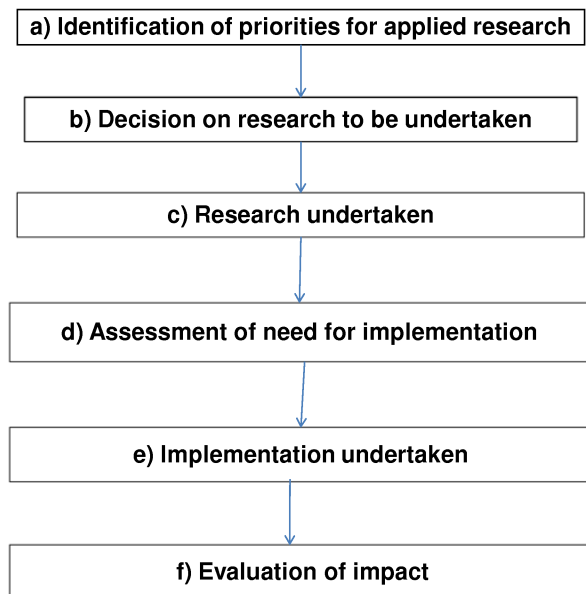 a) Identification of priorities for applied research
b) Decision on research to be undertaken
c) Research undertaken
d) Assessment of need for implementation
e) Implementation undertaken
f) Evaluation of impact